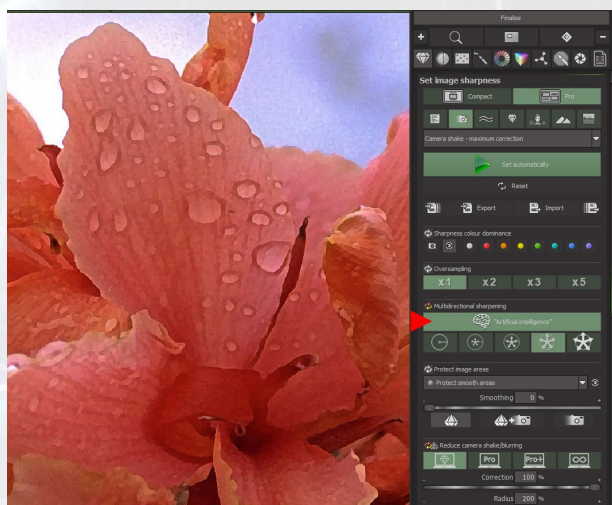 Finalise
Set image sharpness
Compact
Pro
Camera shake - maximum correction
Set automatically
Reset
Export
Import
Sharpness colour dominance
Oversampling
x1
x2
x3
x5
Multidirectional sharpening
"Artificial intelligence"
Protect image areas
Protect smooth areas
Smoothing 0 %
Reduce camera shake/blurring
Pro
Pro+
Correction 100 %
Radius 200 %